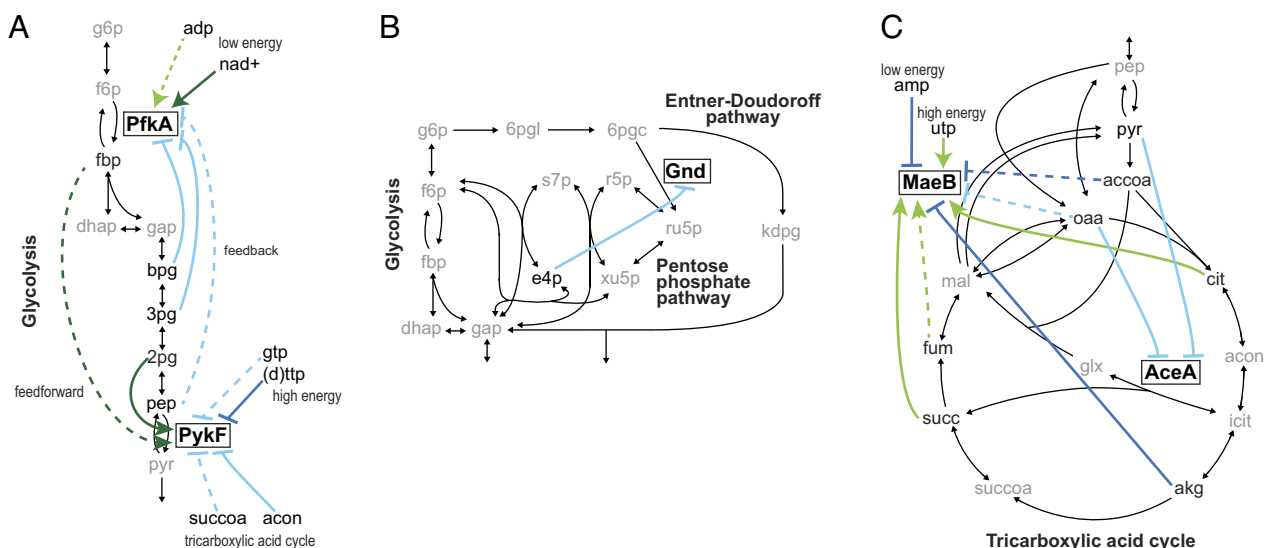 A
g6p
adp
low energy
nad+
f6p
PfkA
fbp
dhap
gap
Glycolysis
feedback
bpg
3pg
2pg
gtp
(d)ttp
high energy
feedforward
pep
PykF
pyr
succoa
acon
tricarboxylic acid cycle
B
Entner-Doudoroff
pathway
g6p
6pgl
6pgc
Gnd
f6p
s7p
r5p
Glycolysis
ru5p
kdpg
fbp
e4p
xu5p
Pentose
phosphate
pathway
dhap
gap
C
pep
low energy
amp
high energy
utp
pyr
MaeB
accoa
oaa
mal
cit
fum
glx
AceA
acon
succ
icit
succoa
akg
Tricarboxylic acid cycle